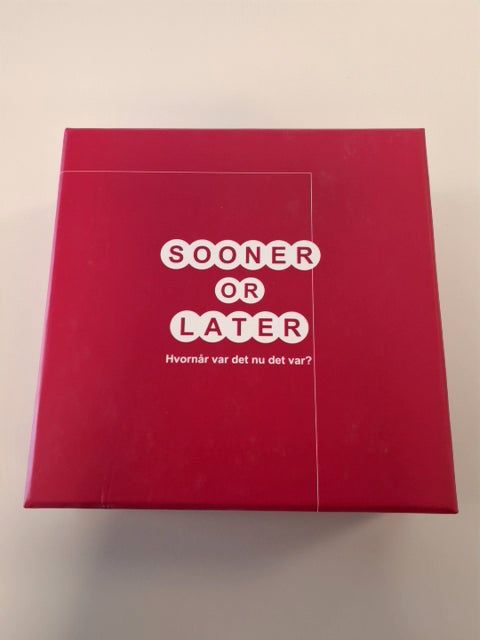 SOONER
OR
LATER
Hvornår var det nu det var?